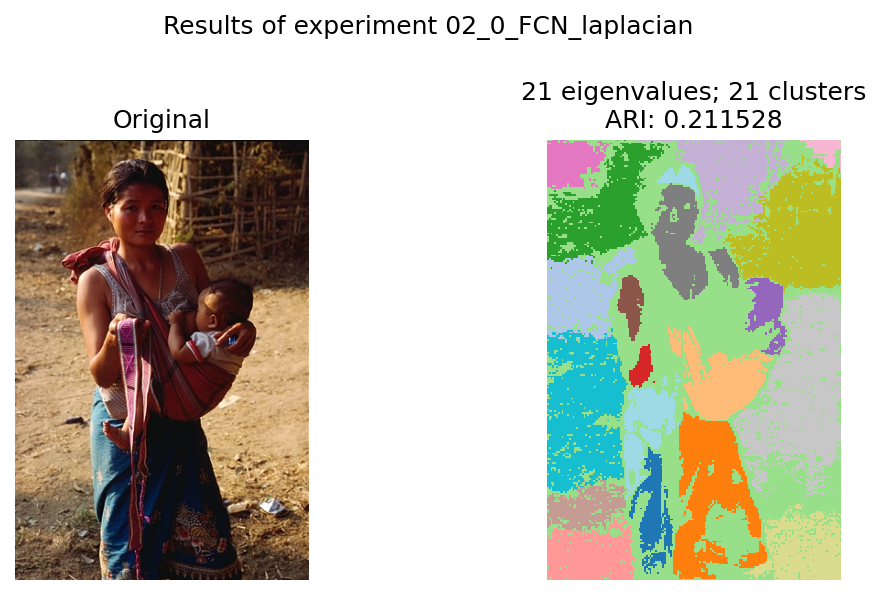 Results of experiment 02_0_FCN_laplacian
Original
21 eigenvalues; 21 clusters
ARI: 0.211528